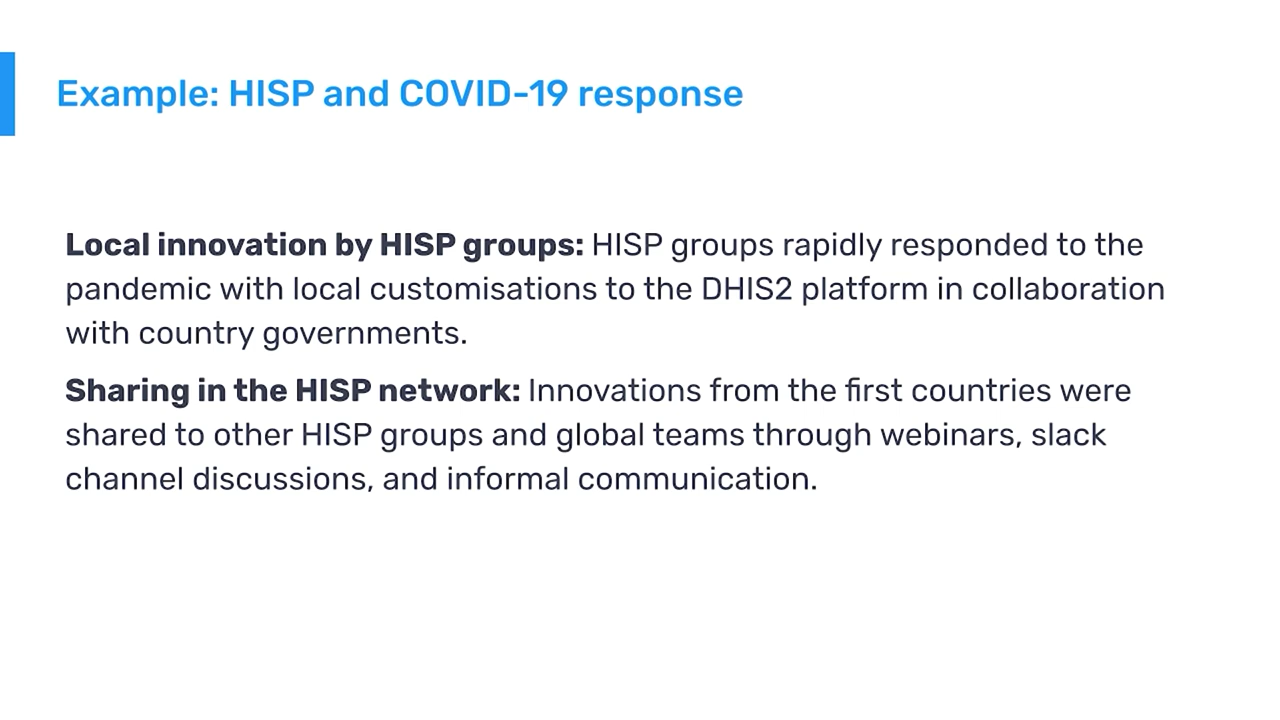 Example: HISP and COVID-19 response
Local innovation by HISP groups: HISP groups rapidly responded to the
pandemic with local customisations to the DHIS2 platform in collaboration
with country governments.
Sharing in the HISP network: Innovations from the first countries were
shared to other HISP groups and global teams through webinars, slack
channel discussions, and informal communication.